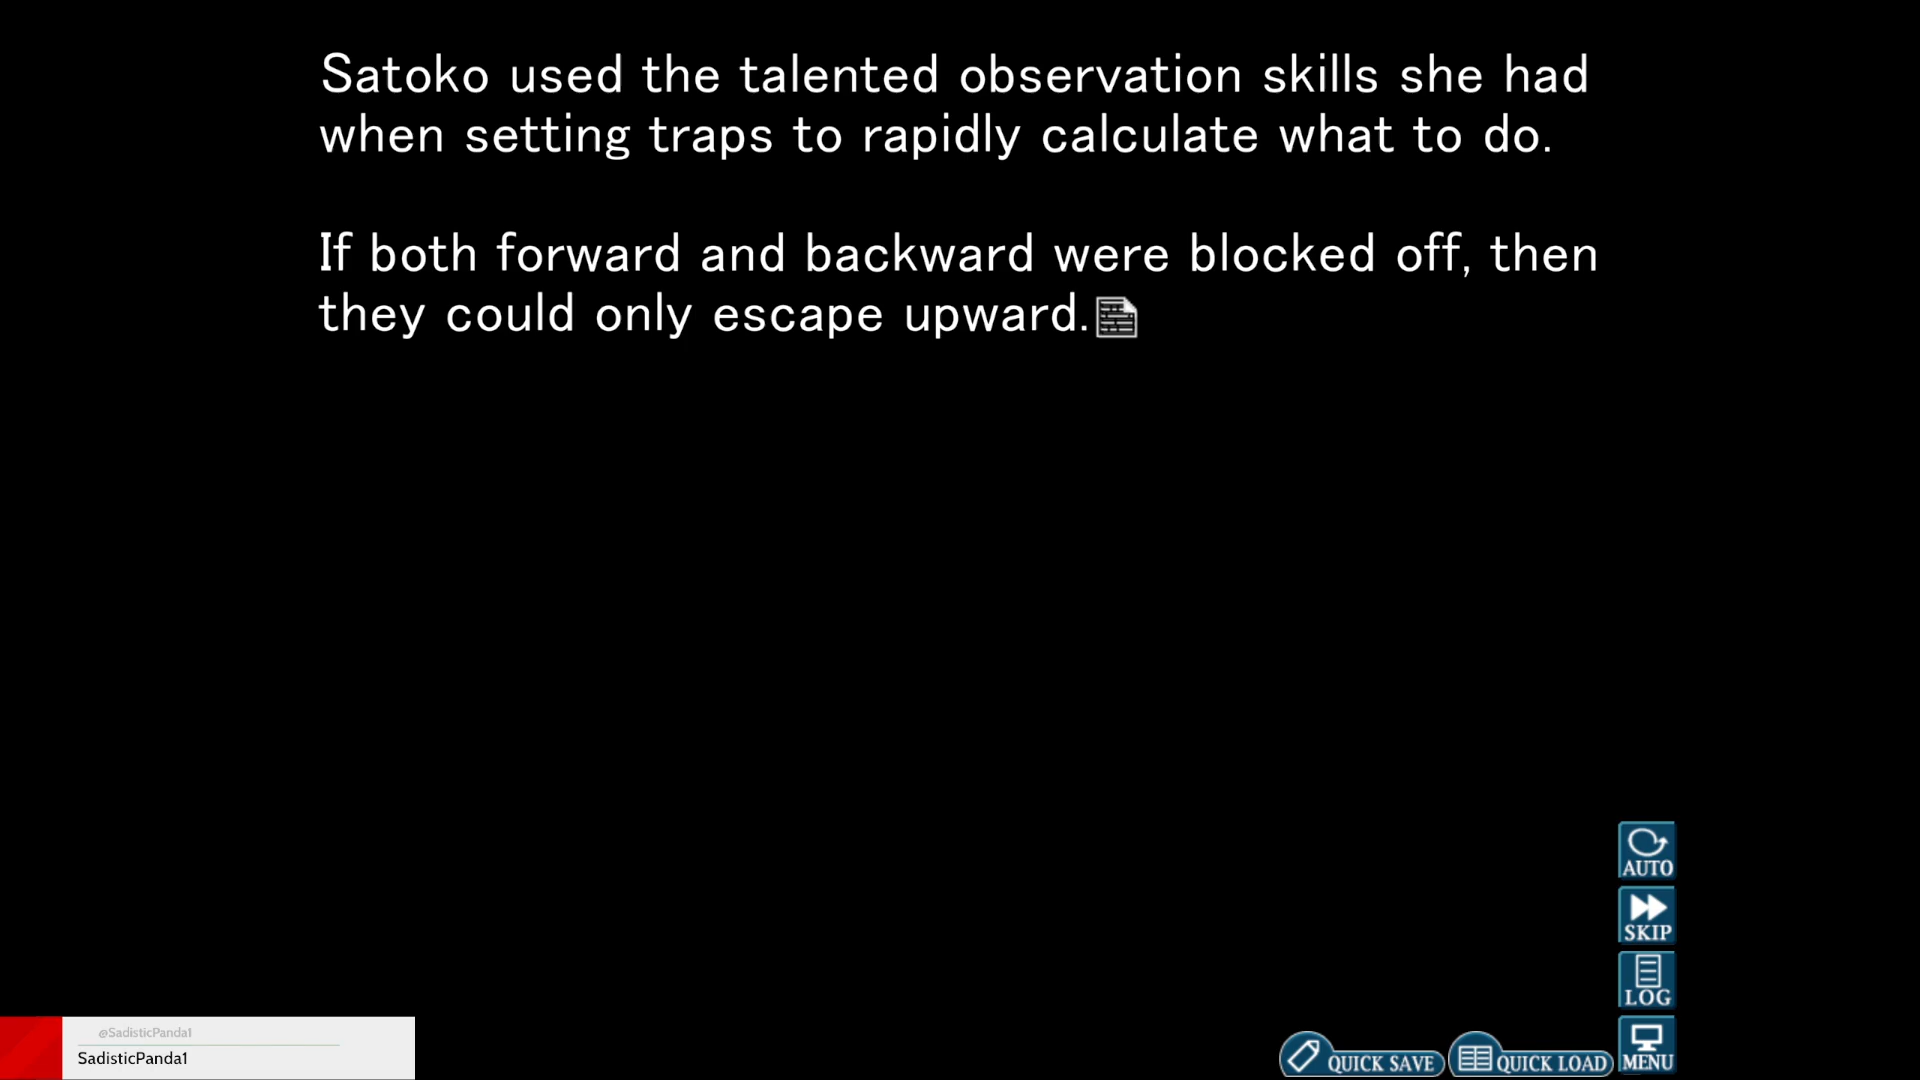 Satoko used the talented observation skills she had
when setting traps to rapidly calculate what to do.
If both forward and backward were blocked off, then
they could only escape upward.
AUTO
SKIP
LOG
MENU
QUICK SAVE
QUICK LOAD
@SadisticPanda1
SadisticPanda1